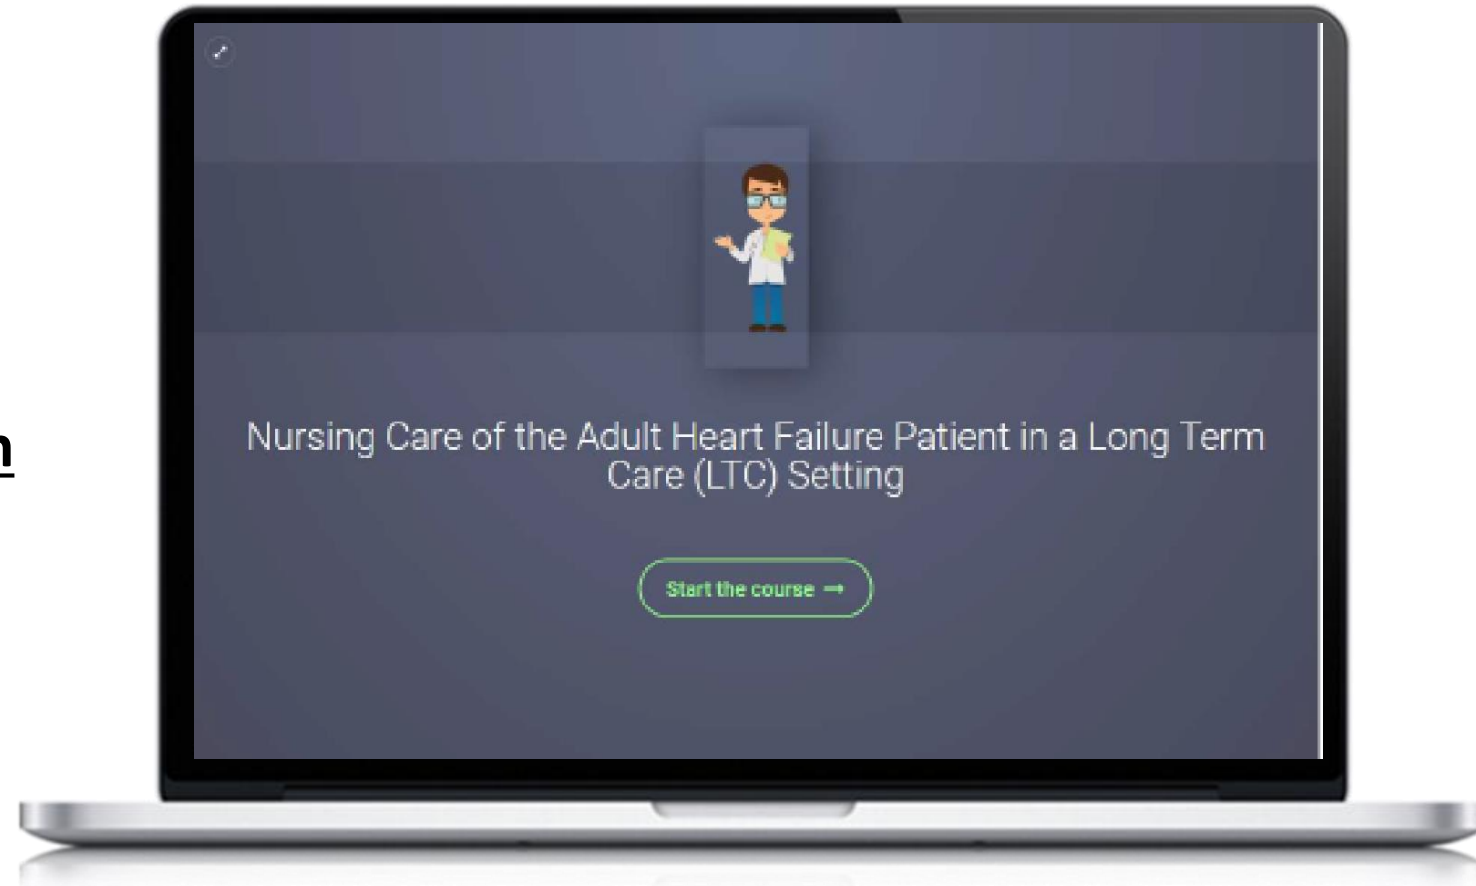 n
Nursing Care of the Adult Heart Failure Patient in a Long Term
Care (LTC) Setting
Start the course →